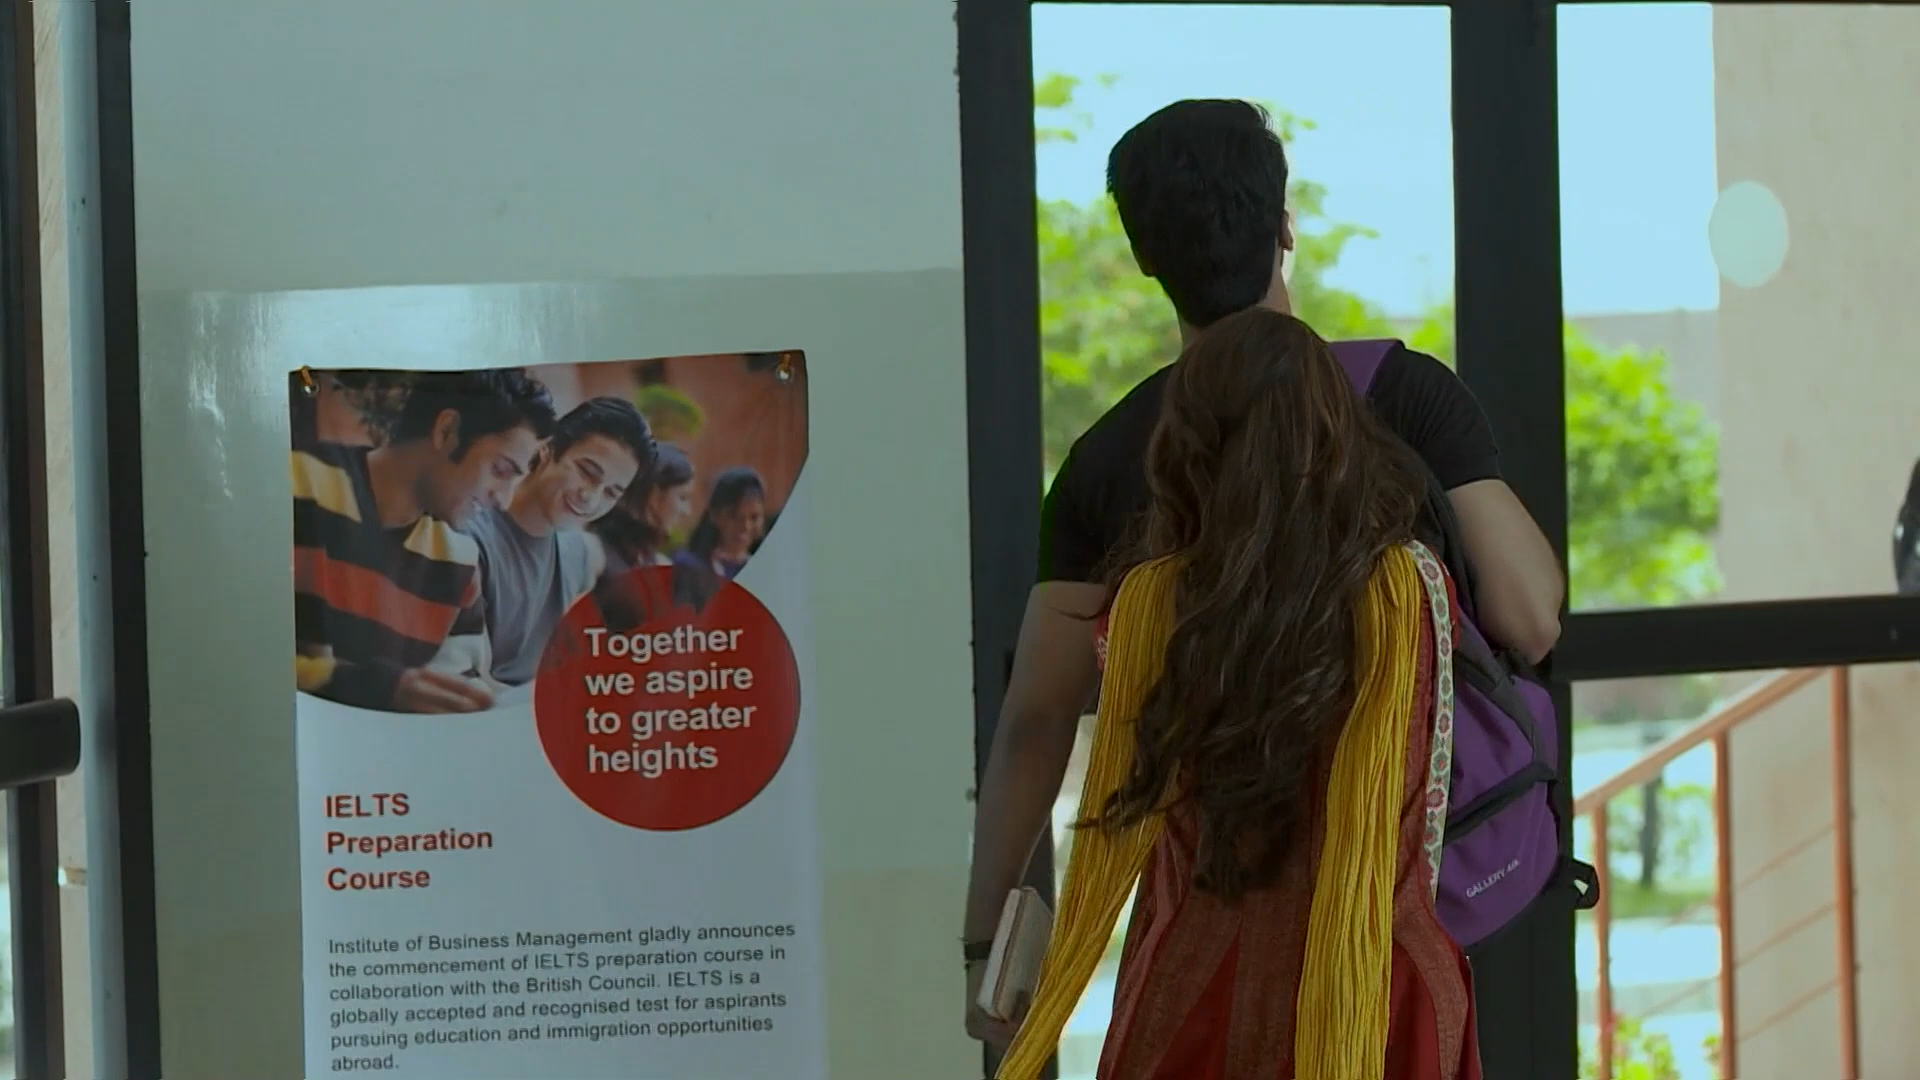 Together
we aspire
to greater
heights
IELTS
Preparation
Course
Institute of Business Management gladly announces
the commencement of IELTS preparation course in
collaboration with the British Council. IELTS is a
globally accepted and recognised test for aspirants
pursuing education and immigration opportunities
abroad.
GALLERY